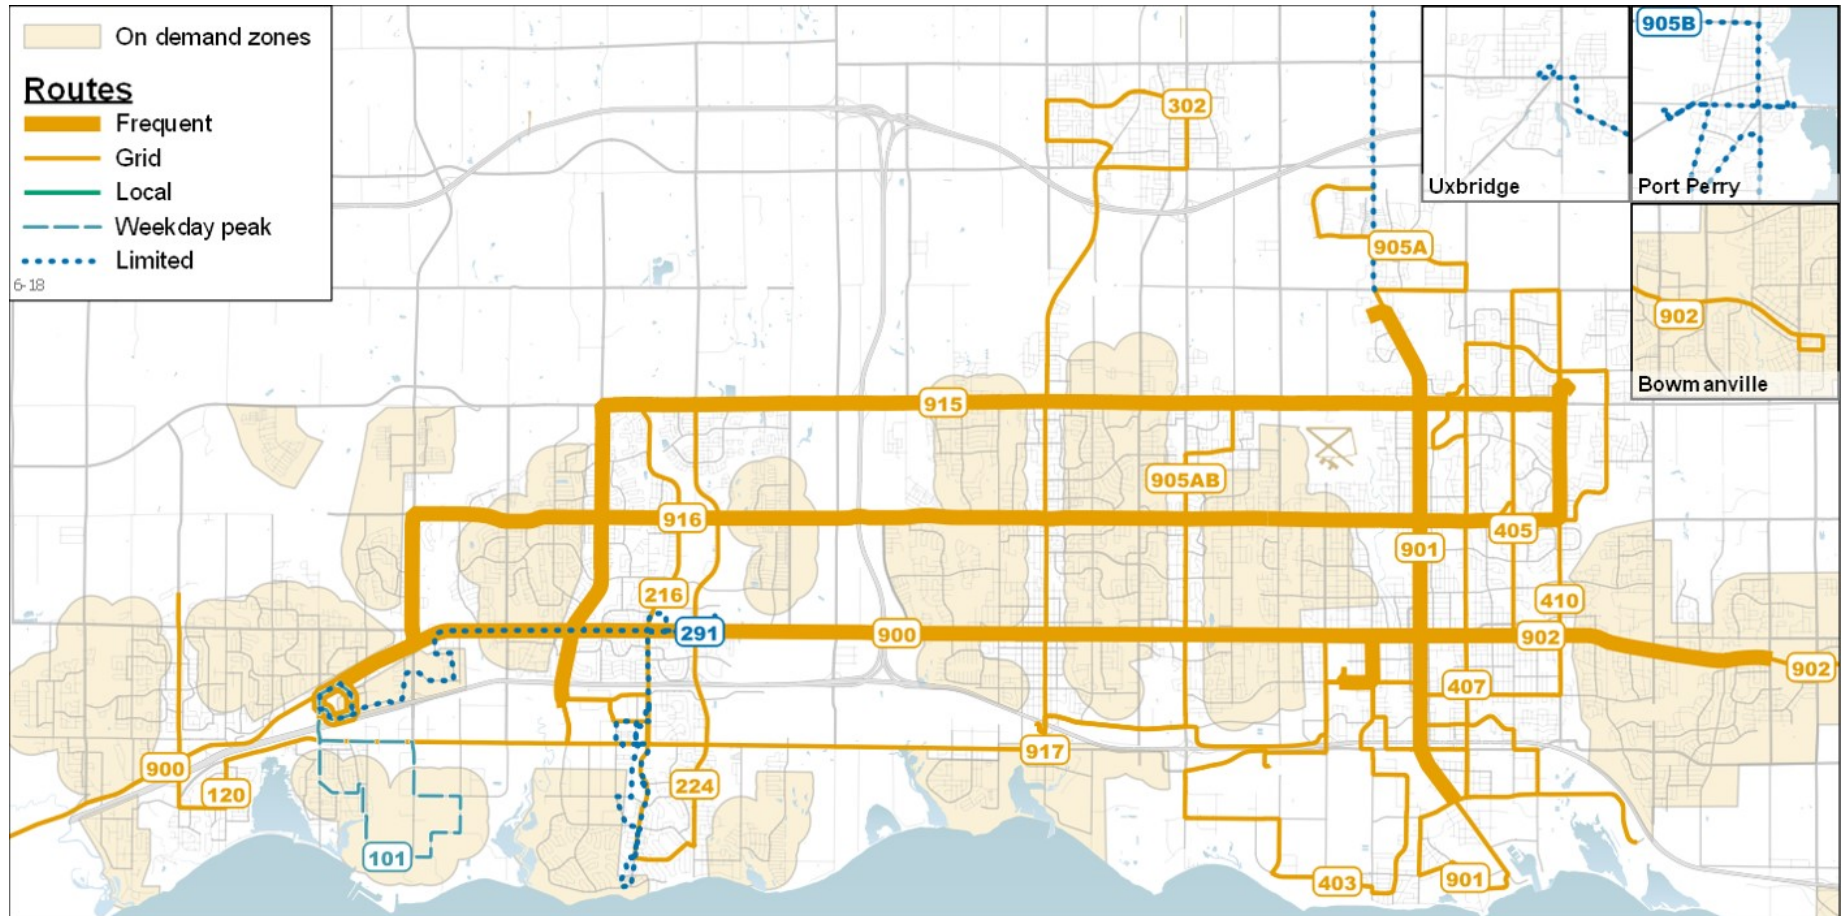 On demand zones
Routes
Frequent
Grid
Local
Weekday peak
Limited
6-18
302
905A
Uxbridge
905B
Port Perry
902
Bowmanville
915
905AB
916
405
901
216
410
291
900
902
902
407
917
900
120
224
101
403
901